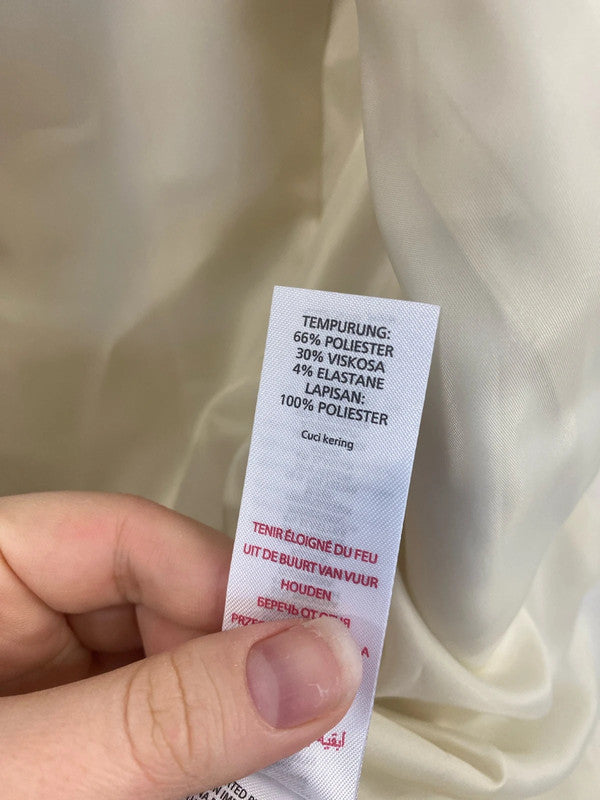 TEMPURUNG:
66% POLIESTER
30% VISKOSA
4% ELASTANE
LAPISAN:
100% POLIESTER
Cuci kering
TENIR ÉLOIGNÉ DU FEU
UIT DE BUURT VAN VUUR
HOUDEN
БЕРЕЧЬ ОТ ОГНЯ